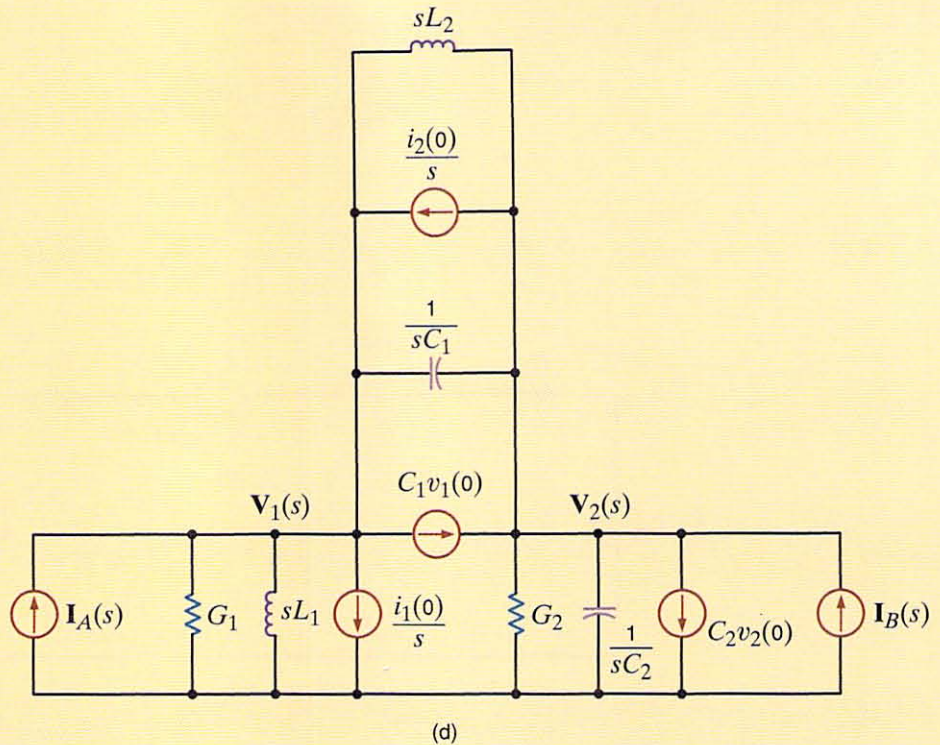 sL₂
i₂(0)
s
1
sC₁
C₁v₁(0)
V₁(s)
V₂(s)
I_A(s)
G₁
sL₁
i₁(0)
s
G₂
1
sC₂
C₂v₂(0)
I_B(s)
(d)